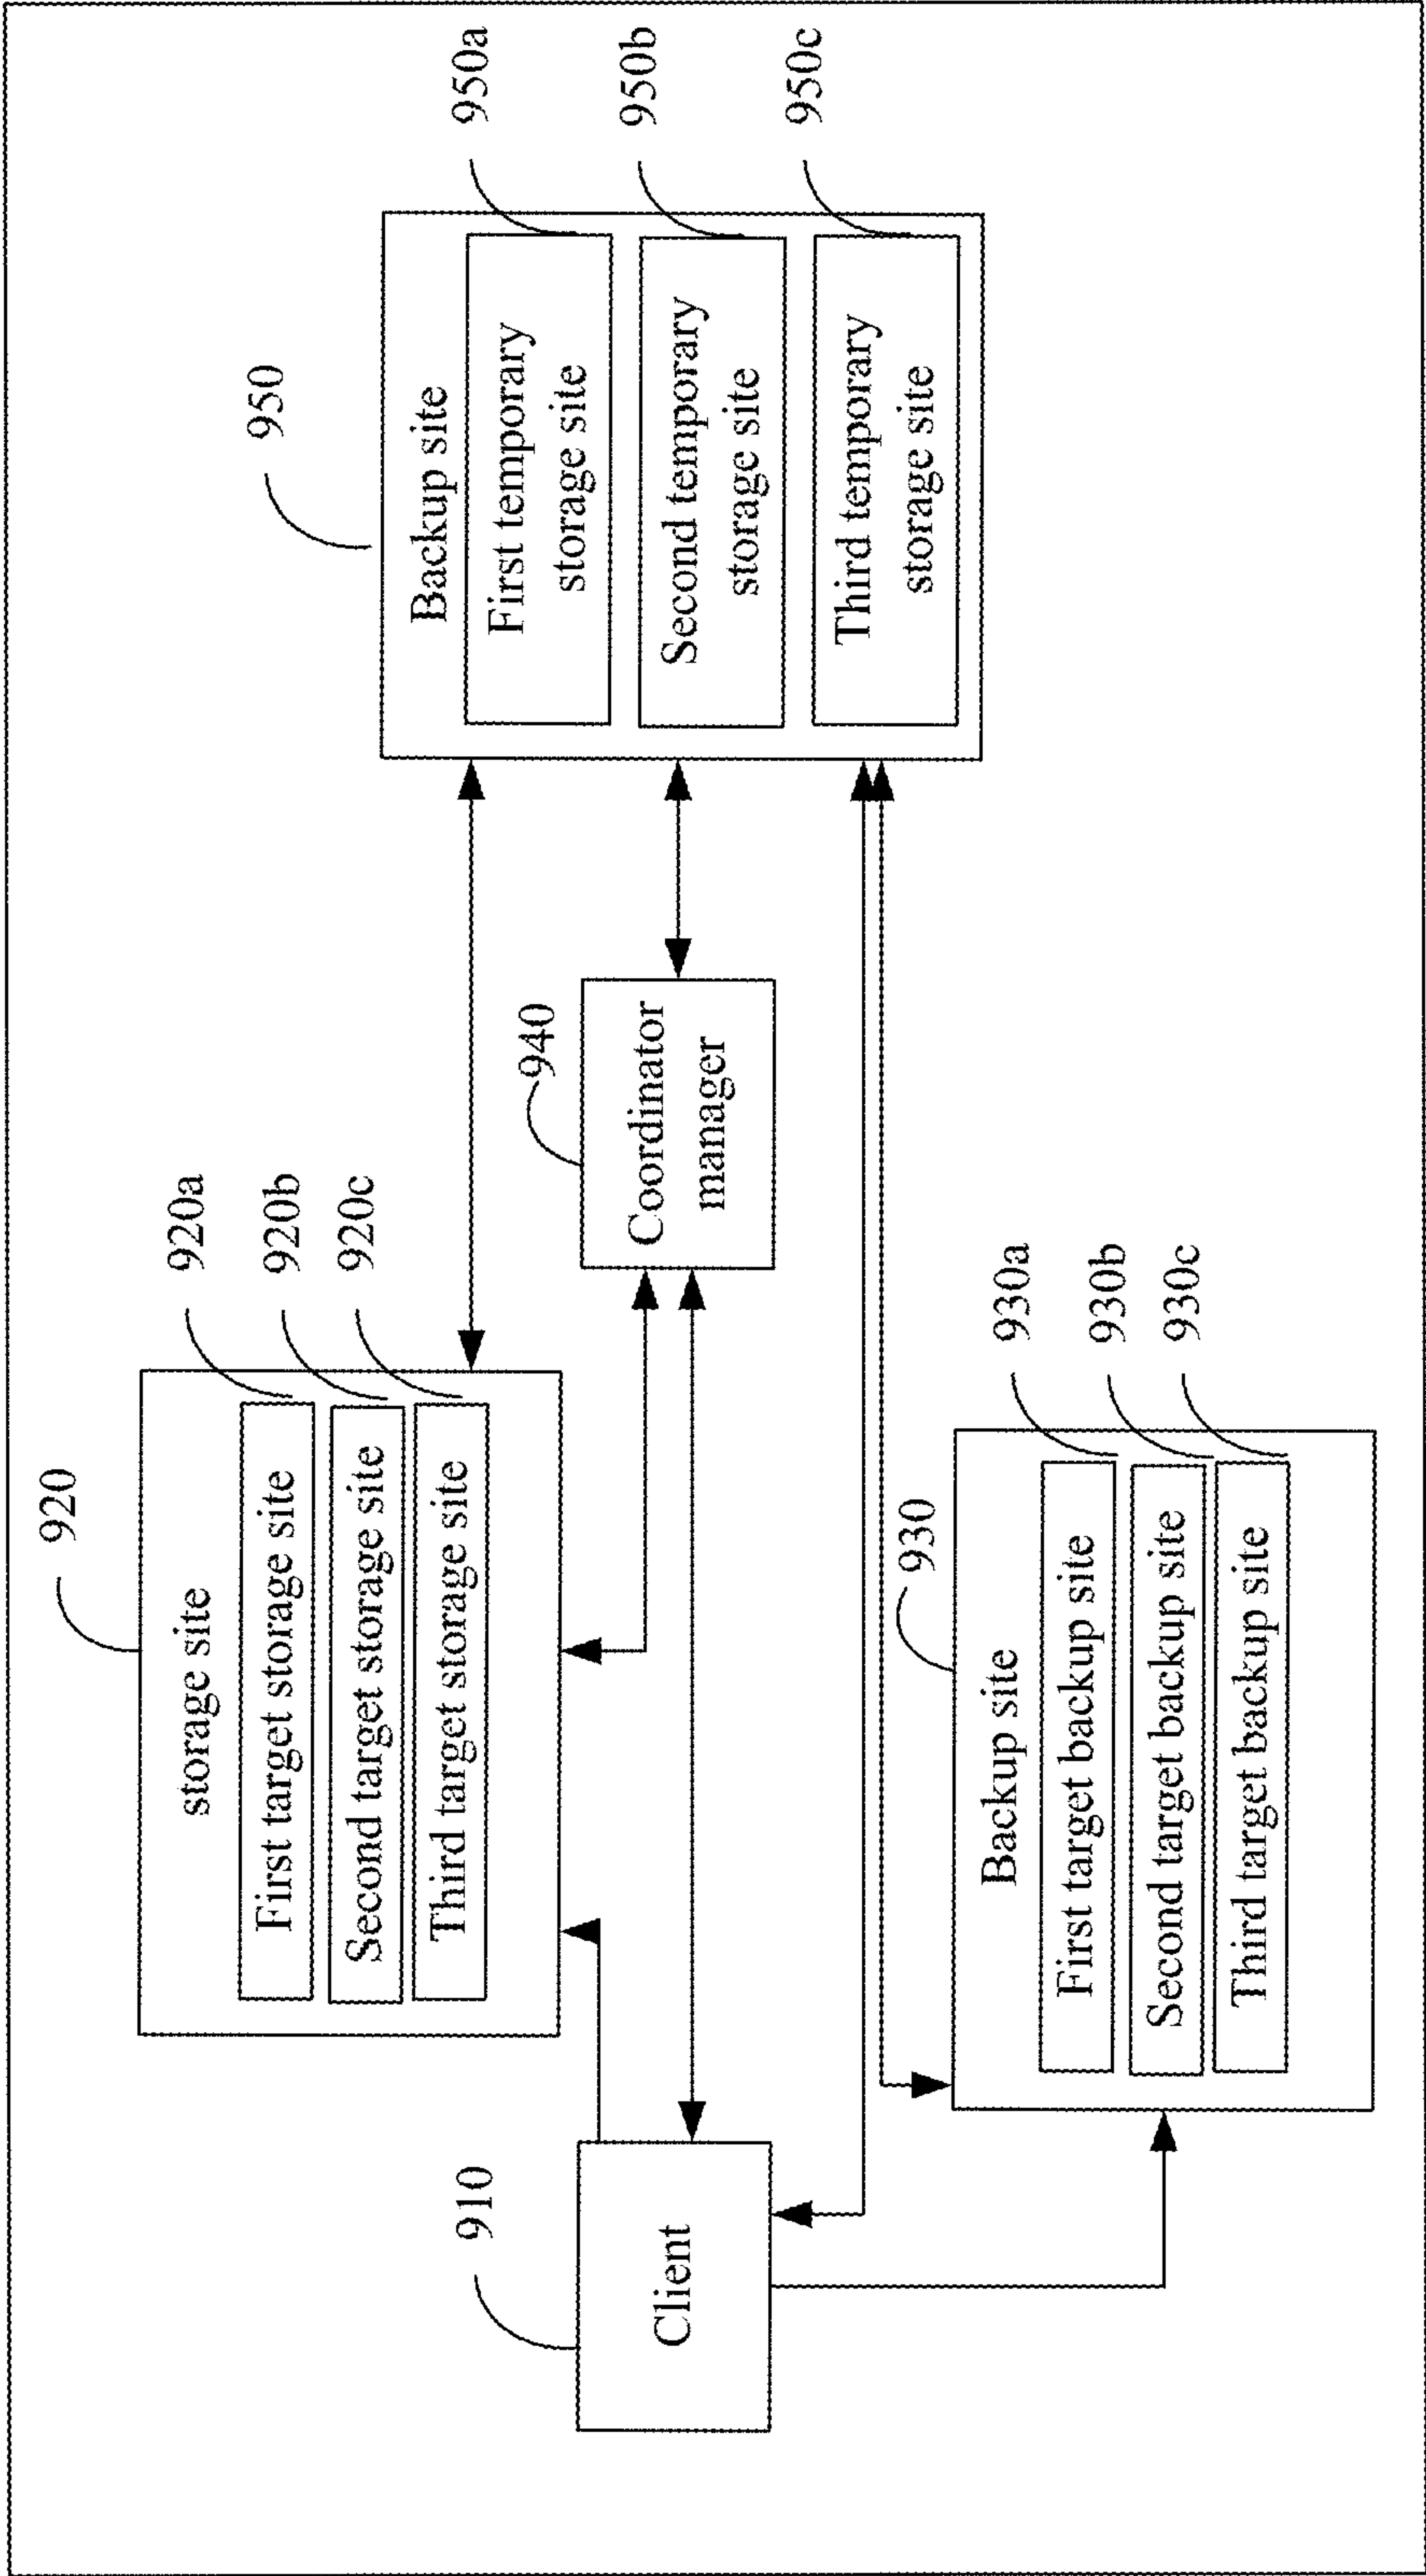 920
storage site
First target storage site
Second target storage site
Third target storage site
920a
920b
920c
950
Backup site
First temporary
storage site
Second temporary
storage site
Third temporary
storage site
950a
950b
950c
910
Client
940
Coordinator
manager
930
Backup site
First target backup site
Second target backup site
Third target backup site
930a
930b
930c